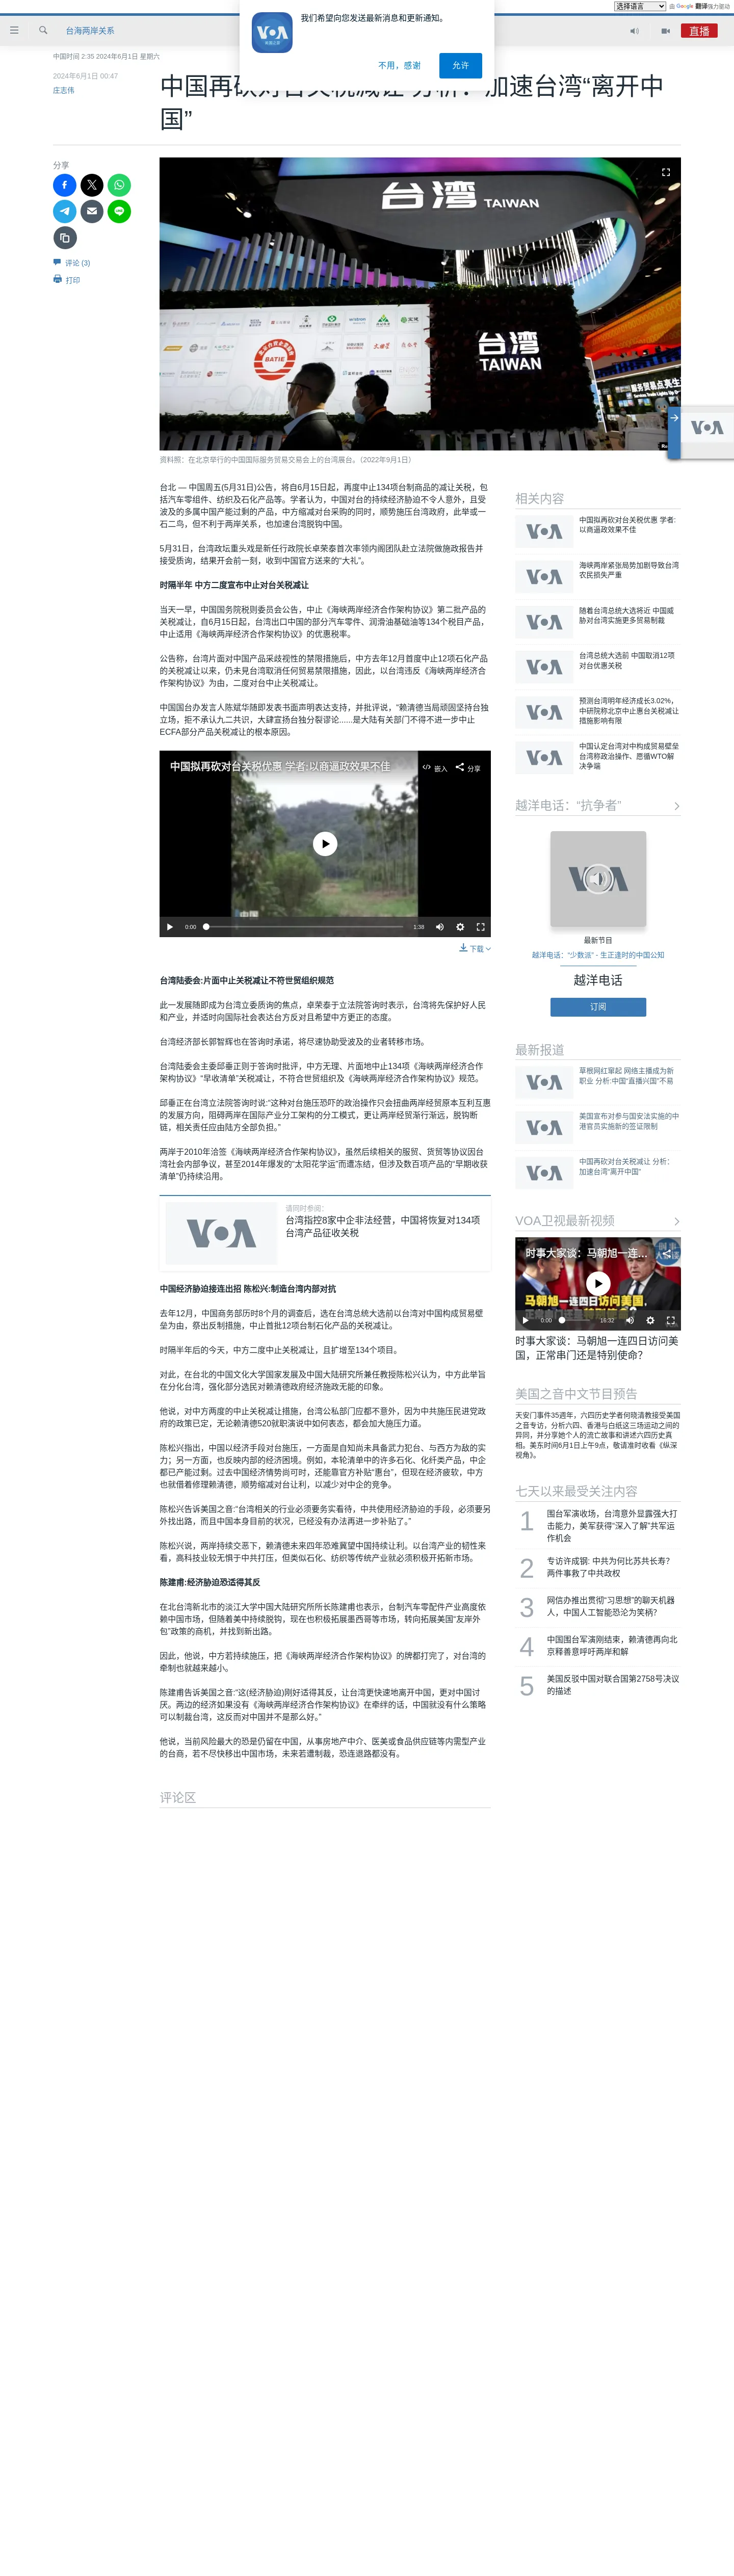 选择语言
由 Google 翻译强力驱动
我们希望向您发送最新消息和更新通知。
不用，感谢
允许
台海两岸关系
直播
中国时间 2:35 2024年6月1日 星期六
2024年6月1日 00:47
庄志伟
国”
分享
评论 (3)
打印
台湾
TAIWAN
台湾
TAIWAN
BATIE
资料照：在北京举行的中国国际服务贸易交易会上的台湾展台。（2022年9月1日）
台北 — 中国周五(5月31日)公告，将自6月15日起，再度中止134项台制商品的减让关税，包
括汽车零组件、纺织及石化产品等。学者认为，中国对台的持续经济胁迫不令人意外，且受
波及的多属中国产能过剩的产品，中方缩减对台采购的同时，顺势施压台湾政府，此举或一
石二鸟，但不利于两岸关系，也加速台湾脱钩中国。
5月31日，台湾政坛重头戏是新任行政院长卓荣泰首次率领内阁团队赴立法院做施政报告并
接受质询，结果开会前一刻，收到中国官方送来的“大礼”。
时隔半年 中方二度宣布中止对台关税减让
当天一早，中国国务院税则委员会公告，中止《海峡两岸经济合作架构协议》第二批产品的
关税减让，自6月15日起，台湾出口中国的部分汽车零件、润滑油基础油等134个税目产品，
中止适用《海峡两岸经济合作架构协议》的优惠税率。
公告称，台湾片面对中国产品采歧视性的禁限措施后，中方去年12月首度中止12项石化产品
的关税减让以来，仍未见台湾取消任何贸易禁限措施，因此，以台湾违反《海峡两岸经济合
作架构协议》为由，二度对台中止关税减让。
中国国台办发言人陈斌华随即发表书面声明表达支持，并批评说，“赖清德当局顽固坚持台独
立场，拒不承认九二共识，大肆宣扬台独分裂谬论……是大陆有关部门不得不进一步中止
ECFA部分产品关税减让的根本原因。
中国拟再砍对台关税优惠 学者:以商逼政效果不佳
嵌入
分享
0:00
1:38
下载
台湾陆委会:片面中止关税减让不符世贸组织规范
此一发展随即成为台湾立委质询的焦点，卓荣泰于立法院答询时表示，台湾将先保护好人民
和产业，并适时向国际社会表达台方反对且希望中方更正的态度。
台湾经济部长郭智辉也在答询时承诺，将尽速协助受波及的业者转移市场。
台湾陆委会主委邱垂正则于答询时批评，中方无理、片面地中止134项《海峡两岸经济合作
架构协议》“早收清单”关税减让，不符合世贸组织及《海峡两岸经济合作架构协议》规范。
邱垂正在台湾立法院答询时说:“这种对台施压恐吓的政治操作只会扭曲两岸经贸原本互利互惠
的发展方向，阻碍两岸在国际产业分工架构的分工模式，更让两岸经贸渐行渐远，脱钩断
链，相关责任应由陆方全部负担。”
两岸于2010年洽签《海峡两岸经济合作架构协议》，虽然后续相关的服贸、货贸等协议因台
湾社会内部争议，甚至2014年爆发的“太阳花学运”而遭冻结，但涉及数百项产品的“早期收获
清单”仍持续沿用。
VOA
请同时参阅：
台湾指控8家中企非法经营，中国将恢复对134项
台湾产品征收关税
中国经济胁迫接连出招 陈松兴:制造台湾内部对抗
去年12月，中国商务部历时8个月的调查后，选在台湾总统大选前以台湾对中国构成贸易壁
垒为由，祭出反制措施，中止首批12项台制石化产品的关税减让。
时隔半年后的今天，中方二度中止关税减让，且扩增至134个项目。
对此，在台北的中国文化大学国家发展及中国大陆研究所兼任教授陈松兴认为，中方此举旨
在分化台湾，强化部分选民对赖清德政府经济施政无能的印象。
他说，对中方两度的中止关税减让措施，台湾公私部门应都不意外，因为中共施压民进党政
府的政策已定，无论赖清德520就职演说中如何表态，都会加大施压力道。
陈松兴指出，中国以经济手段对台施压，一方面是自知尚未具备武力犯台、与西方为敌的实
力；另一方面，也反映内部的经济困境。例如，本轮清单中的许多石化、化纤类产品，中企
都已产能过剩。过去中国经济情势尚可时，还能靠官方补贴“惠台”，但现在经济疲软，中方
也就借着修理赖清德，顺势缩减对台让利，以减少对中企的竞争。
陈松兴告诉美国之音:“台湾相关的行业必须要务实看待，中共使用经济胁迫的手段，必须要另
外找出路，而且中国本身目前的状况，已经没有办法再进一步补贴了。”
陈松兴说，两岸持续交恶下，赖清德未来四年恐难冀望中国持续让利。以台湾产业的韧性来
看，高科技业较无惧于中共打压，但类似石化、纺织等传统产业就必须积极开拓新市场。
陈建甫:经济胁迫恐适得其反
在北台湾新北市的淡江大学中国大陆研究所所长陈建甫也表示，台制汽车零配件产业高度依
赖中国市场，但随着美中持续脱钩，现在也积极拓展墨西哥等市场，转向拓展美国“友岸外
包”政策的商机，并找到新出路。
因此，他说，中方若持续施压，把《海峡两岸经济合作架构协议》的牌都打完了，对台湾的
牵制也就越来越小。
陈建甫告诉美国之音:“这(经济胁迫)刚好适得其反，让台湾更快速地离开中国，更对中国讨
厌。两边的经济如果没有《海峡两岸经济合作架构协议》在牵绊的话，中国就没有什么策略
可以制裁台湾，这反而对中国并不是那么好。”
他说，当前风险最大的恐是仍留在中国，从事房地产中介、医美或食品供应链等内需型产业
的台商，若不尽快移出中国市场，未来若遭制裁，恐连退路都没有。
评论区
相关内容
中国拟再砍对台关税优惠 学者:
以商逼政效果不佳
海峡两岸紧张局势加剧导致台湾
农民损失严重
随着台湾总统大选将近 中国威
胁对台湾实施更多贸易制裁
台湾总统大选前 中国取消12项
对台优惠关税
预测台湾明年经济成长3.02%，
中研院称北京中止惠台关税减让
措施影响有限
中国认定台湾对中构成贸易壁垒
台湾称政治操作、愿循WTO解
决争端
越洋电话：“抗争者”
最新节目
越洋电话：“少数派” - 生正逢时的中国公知
越洋电话
订阅
最新报道
草根网红窜起 网络主播成为新
职业 分析:中国“直播兴国”不易
美国宣布对参与国安法实施的中
港官员实施新的签证限制
中国再砍对台关税减让 分析：
加速台湾“离开中国”
VOA卫视最新视频
时事大家谈：马朝旭一连…
马朝旭一连四日访问美国，
0:00
16:32
时事大家谈：马朝旭一连四日访问美
国，正常串门还是特别使命？
美国之音中文节目预告
天安门事件35週年，六四历史学者何晓清教授受美国
之音专访，分析六四、香港与白纸这三场运动之间的
异同，并分享她个人的流亡故事和讲述六四历史真
相。美东时间6月1日上午9点，敬请准时收看《纵深
视角》。
七天以来最受关注内容
1
围台军演收场，台湾意外显露强大打
击能力，美军获得“深入了解”共军运
作机会
2
专访许成钢: 中共为何比苏共长寿？
两件事救了中共政权
3
网信办推出贯彻“习思想”的聊天机器
人，中国人工智能恐沦为笑柄？
4
中国围台军演刚结束，赖清德再向北
京释善意呼吁两岸和解
5
美国反驳中国对联合国第2758号决议
的描述